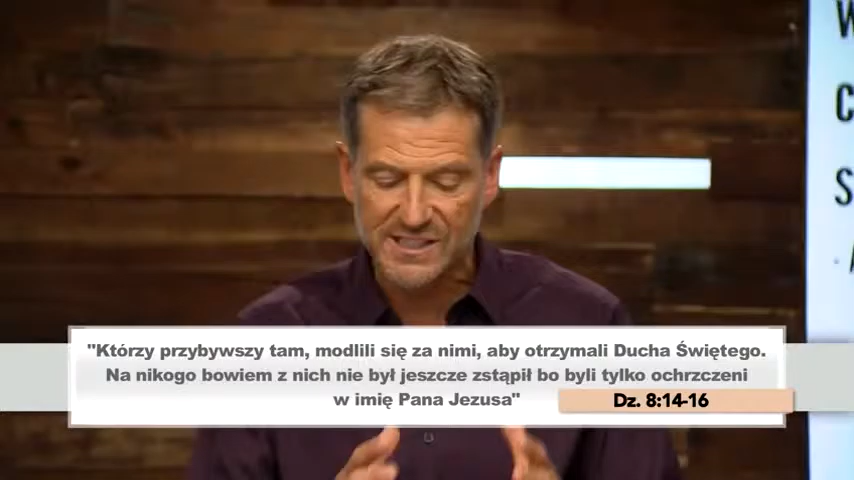 W
C
S
"Którzy przybywszy tam, modlili się za nimi, aby otrzymali Ducha Świętego.
Na nikogo bowiem z nich nie był jeszcze zstąpił bo byli tylko ochrzczeni
w imię Pana Jezusa"
Dz. 8:14-16